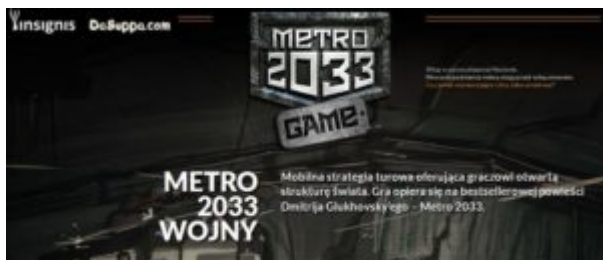 insignis DaSuppa.com
METRO
2033
GAME
METRO
2033
WOJNY
Mobilna strategia turowa oferująca graczowi otwartą
strukturę świata. Gra opiera się na bestsellerowej powieści
Dmitrija Glukhovsky'ego - Metro 2033.